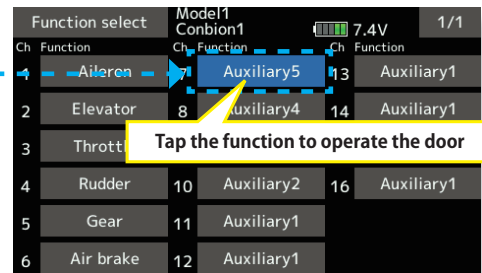 Function select
Model1
Conbion1
7.4V
1/1
Ch Function
Ch Function
Ch Function
1 Aileron
7 Auxiliary5
13 Auxiliary1
2 Elevator
8 Auxiliary4
14 Auxiliary1
Tap the function to operate the door
3
4 Rudder
10 Auxiliary2
16 Auxiliary1
5 Gear
11 Auxiliary1
6 Air brake
12 Auxiliary1